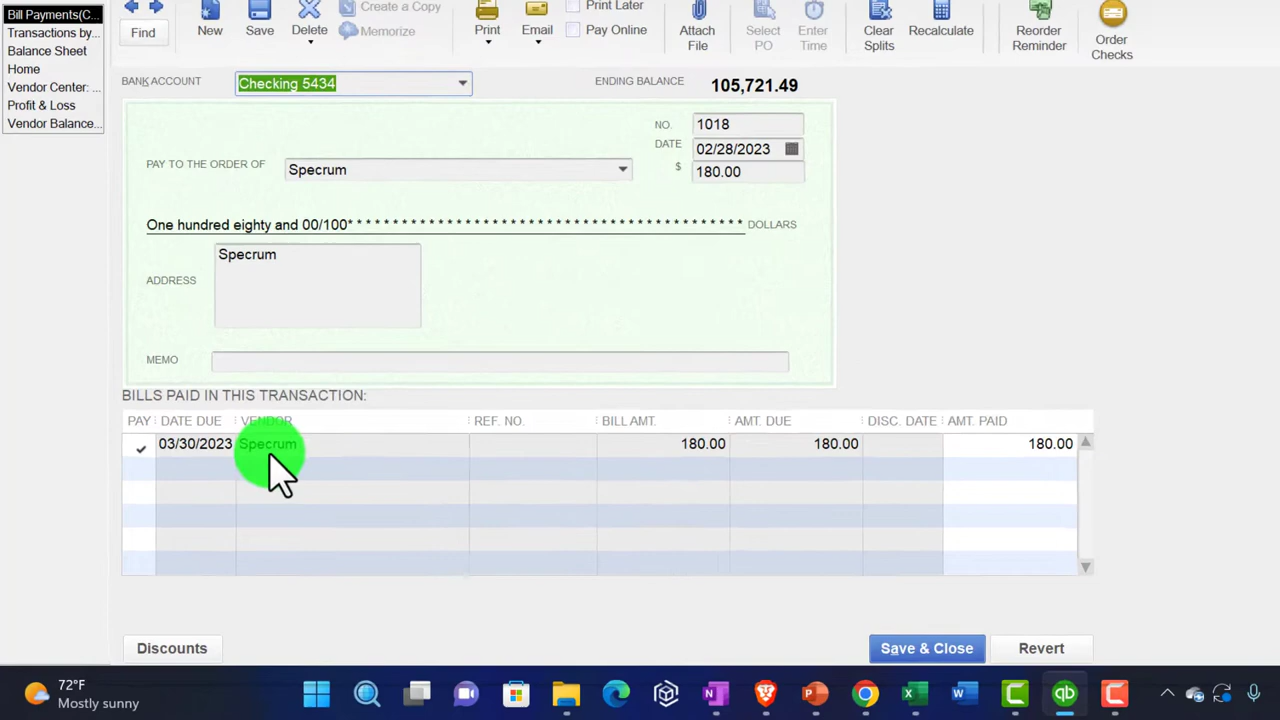 Bill Payments(C...
Transactions by...
Balance Sheet
Home
Vendor Center: ...
Profit & Loss
Vendor Balance...
Find
New
Save
Delete
Create a Copy
Memorize
Print
Email
Print Later
Pay Online
Attach
File
Select
PO
Enter
Time
Clear
Splits
Recalculate
Reorder
Reminder
Order
Checks
BANK ACCOUNT
Checking 5434
ENDING BALANCE
105,721.49
NO.
1018
DATE
02/28/2023
PAY TO THE ORDER OF
Specrum
$
180.00
One hundred eighty and 00/100* * * * * * * * * * * * * * * * * * * * * * * * * * * * * * * * * * * * * * * * * * DOLLARS
Specrum
ADDRESS
MEMO
BILLS PAID IN THIS TRANSACTION:
PAY DATE DUE VENDOR REF. NO. BILL AMT. AMT. DUE DISC. DATE AMT. PAID
03/30/2023 Specrum 180.00 180.00 180.00
Discounts
Save & Close
Revert
72°F
Mostly sunny
qb